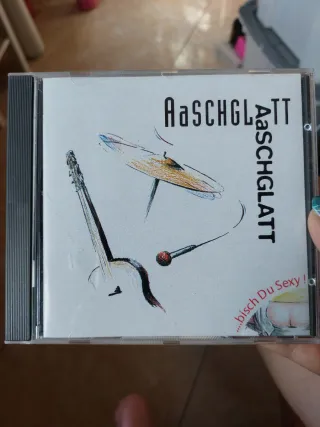 AaSCHGLaTT
AaSCHGLATT
...bisch Du Sexy !